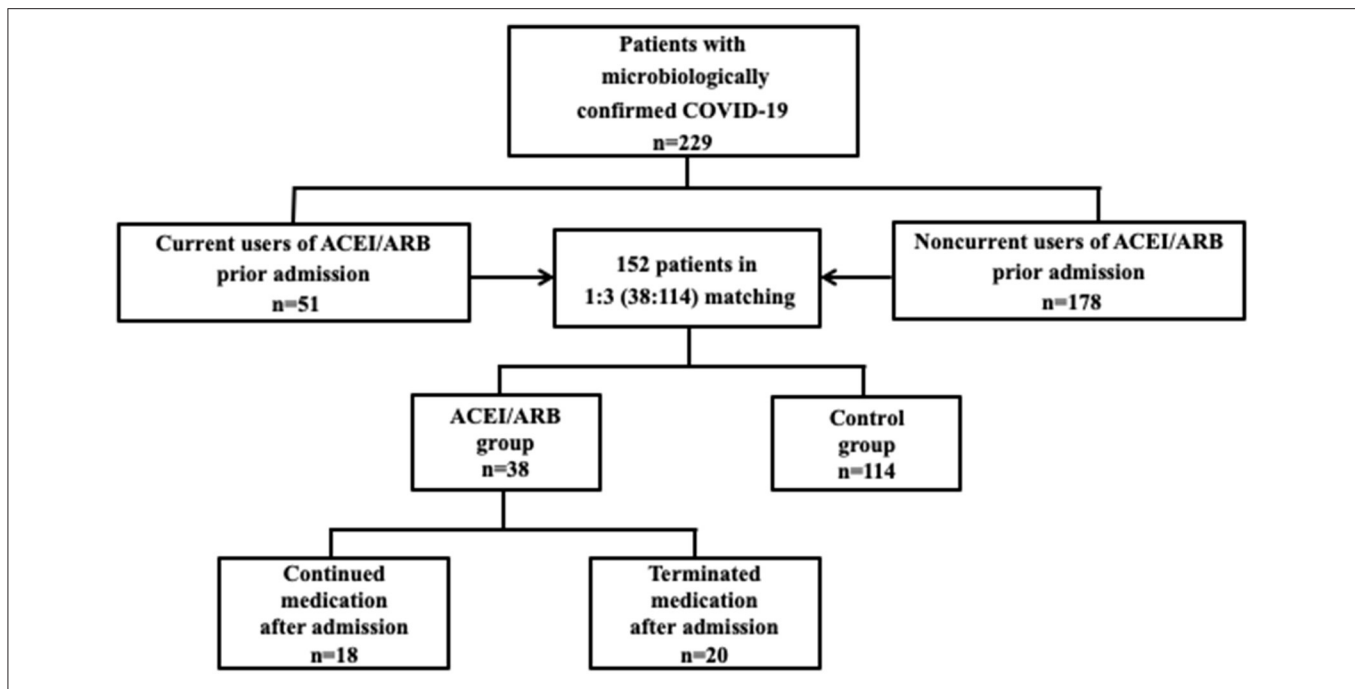 Patients with
microbiologically
confirmed COVID-19
n=229
Current users of ACEI/ARB
prior admission
n=51
152 patients in
1:3 (38:114) matching
Noncurrent users of ACEI/ARB
prior admission
n=178
ACEI/ARB
group
n=38
Control
group
n=114
Continued
medication
after admission
n=18
Terminated
medication
after admission
n=20